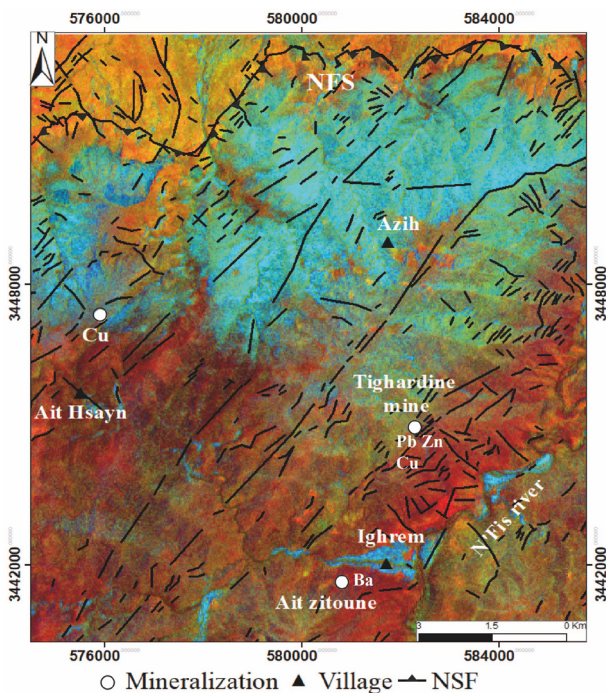 576000 580000 584000
N
NFS
Azih
3448000 3448000
Cu
Tighardine
mine
Ait Hsayn
Pb Zn
Cu
N'Fis river
Ighrem
3442000 3442000
Ba
Ait zitoune
3 1.5 0 Km
576000 580000 584000
Mineralization Village NSF